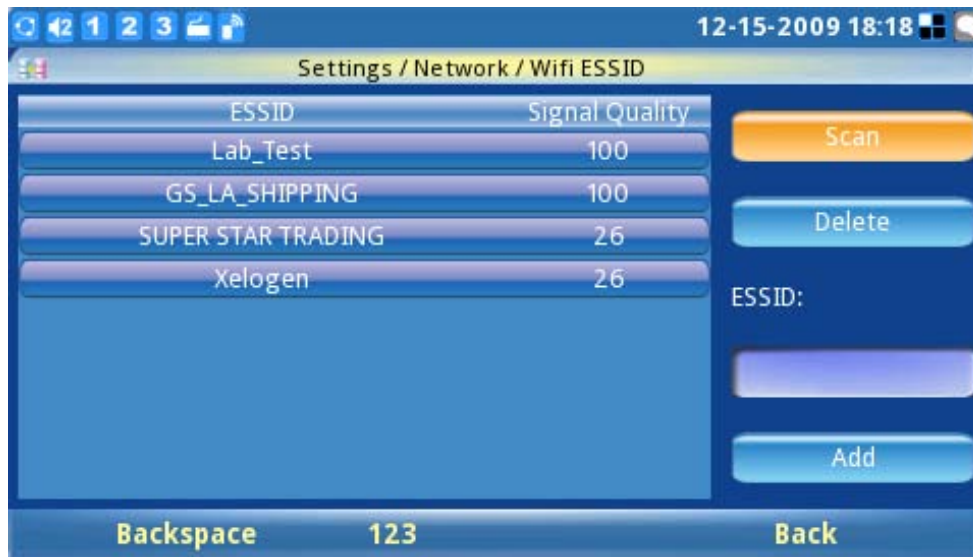 2 1 2 3 12-15-2009 18:18
Settings / Network / Wifi ESSID
ESSID Signal Quality
Lab_Test 100
GS_LA_SHIPPING 100
SUPER STAR TRADING 26
Xelogen 26
Scan
Delete
ESSID:
Add
Backspace 123 Back